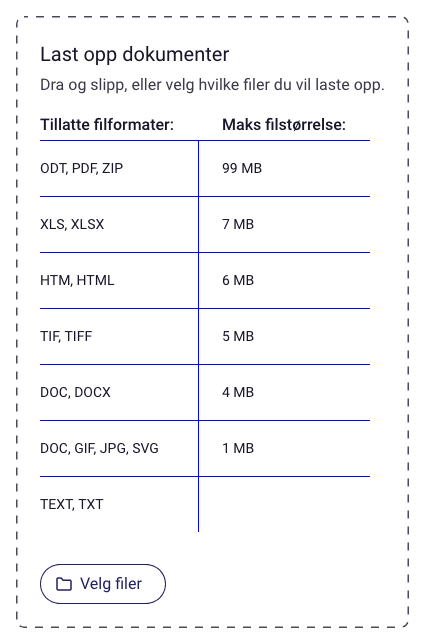 Last opp dokumenter
Dra og slipp, eller velg hvilke filer du vil laste opp.
Tillatte filformater: Maks filstørrelse:
ODT, PDF, ZIP 99 MB
XLS, XLSX 7 MB
HTM, HTML 6 MB
TIF, TIFF 5 MB
DOC, DOCX 4 MB
DOC, GIF, JPG, SVG 1 MB
TEXT, TXT
Velg filer